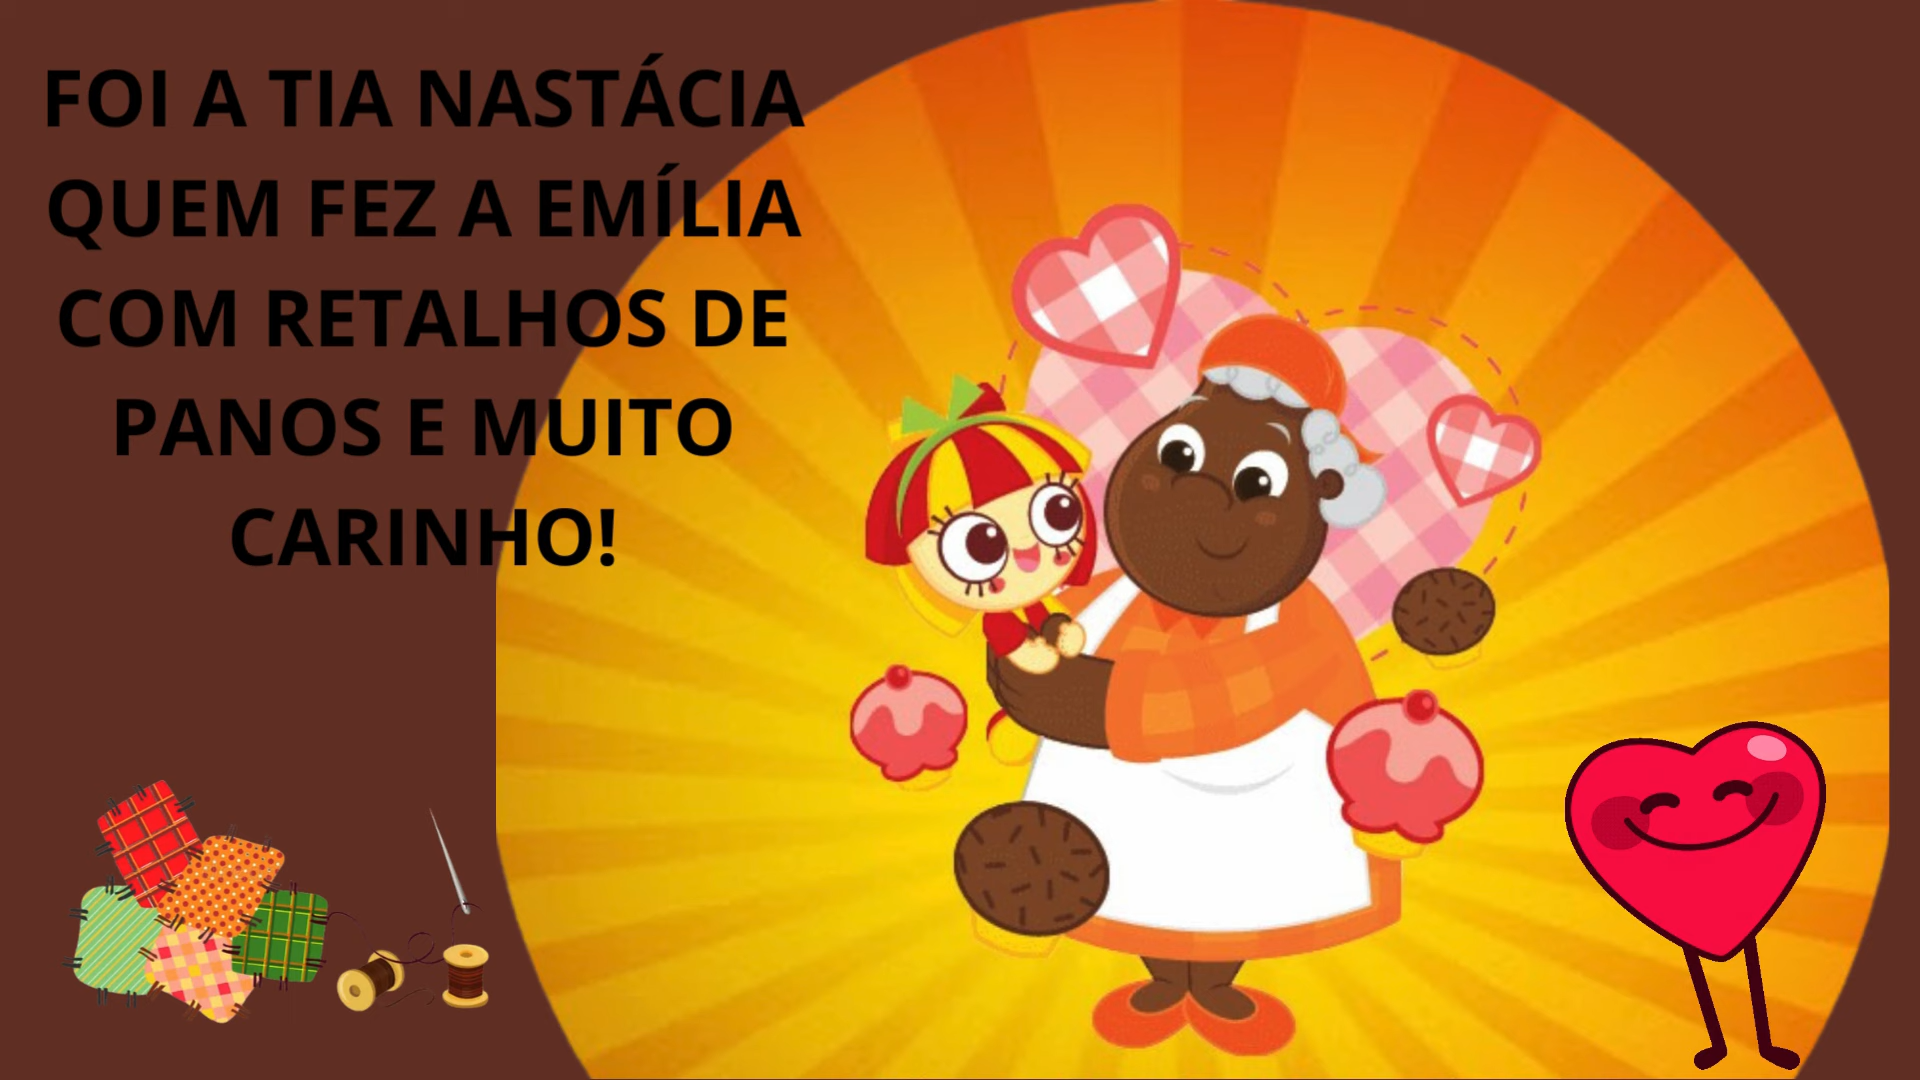 FOI A TIA NASTÁCIA
QUEM FEZ A EMÍLIA
COM RETALHOS DE
PANOS E MUITO
CARINHO!